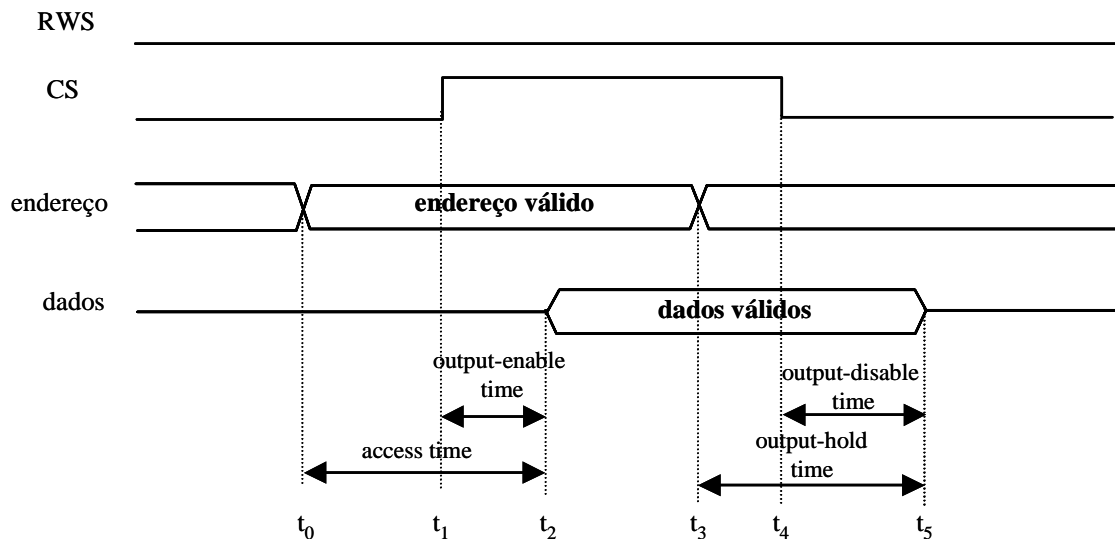 RWS
CS
endereço
endereço válido
dados
dados válidos
output-enable
time
output-disable
time
access time
output-hold
time
t0 t1 t2 t3 t4 t5